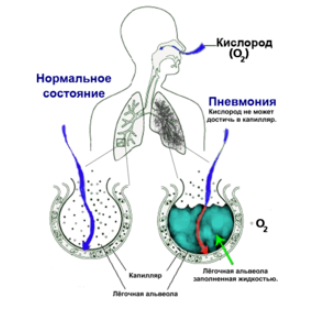 Кислород
(O2)
Нормальное
состояние
Пневмония
Кислород не может
достичь в капилляр.
O2
Капилляр
Лёгочная альвеола
Лёгочная альвеола
заполненная жидкостью.